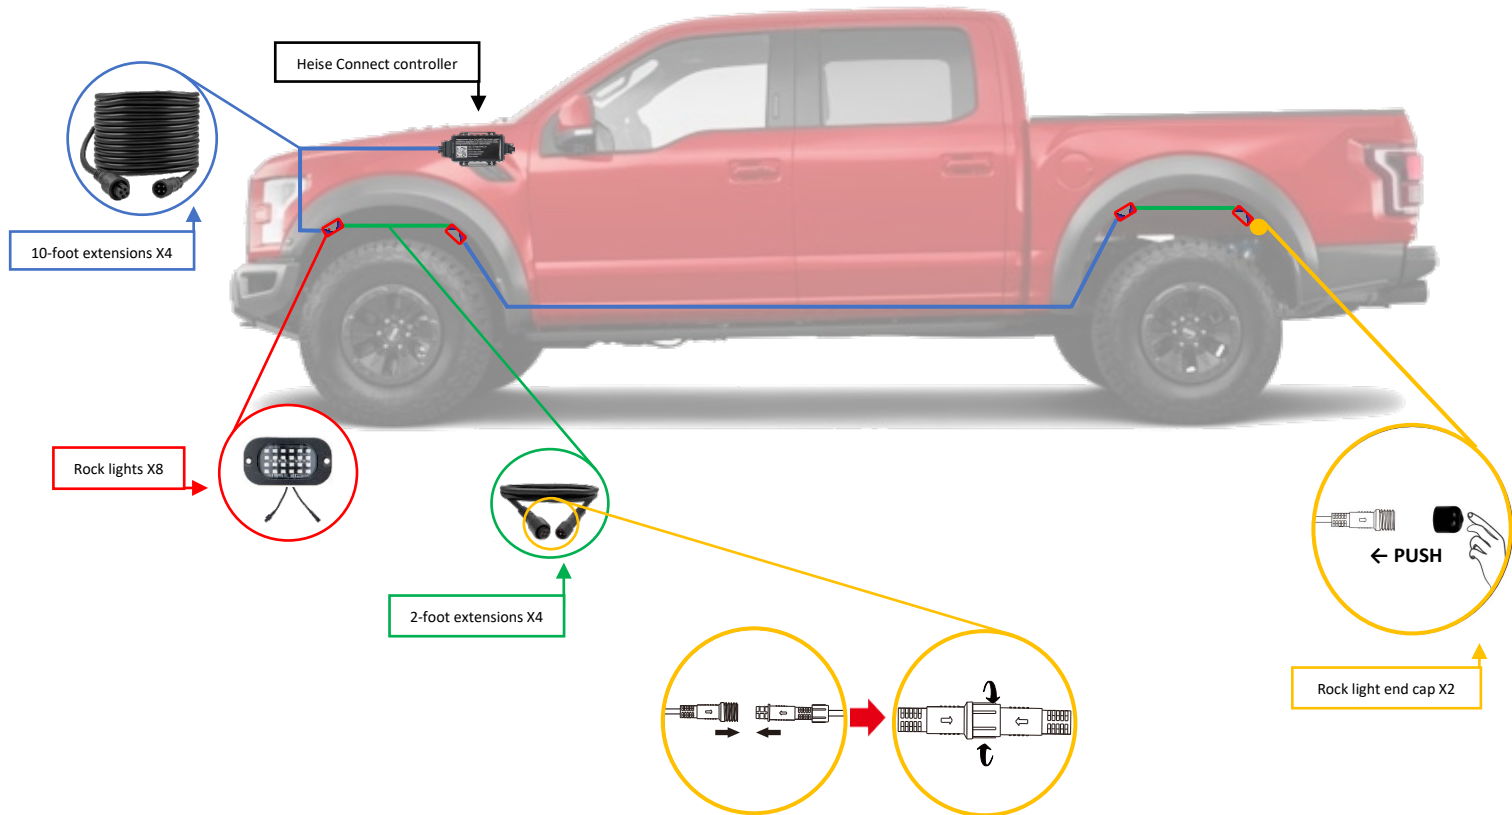 Heise Connect controller
10-foot extensions X4
Rock lights X8
2-foot extensions X4
← PUSH
Rock light end cap X2